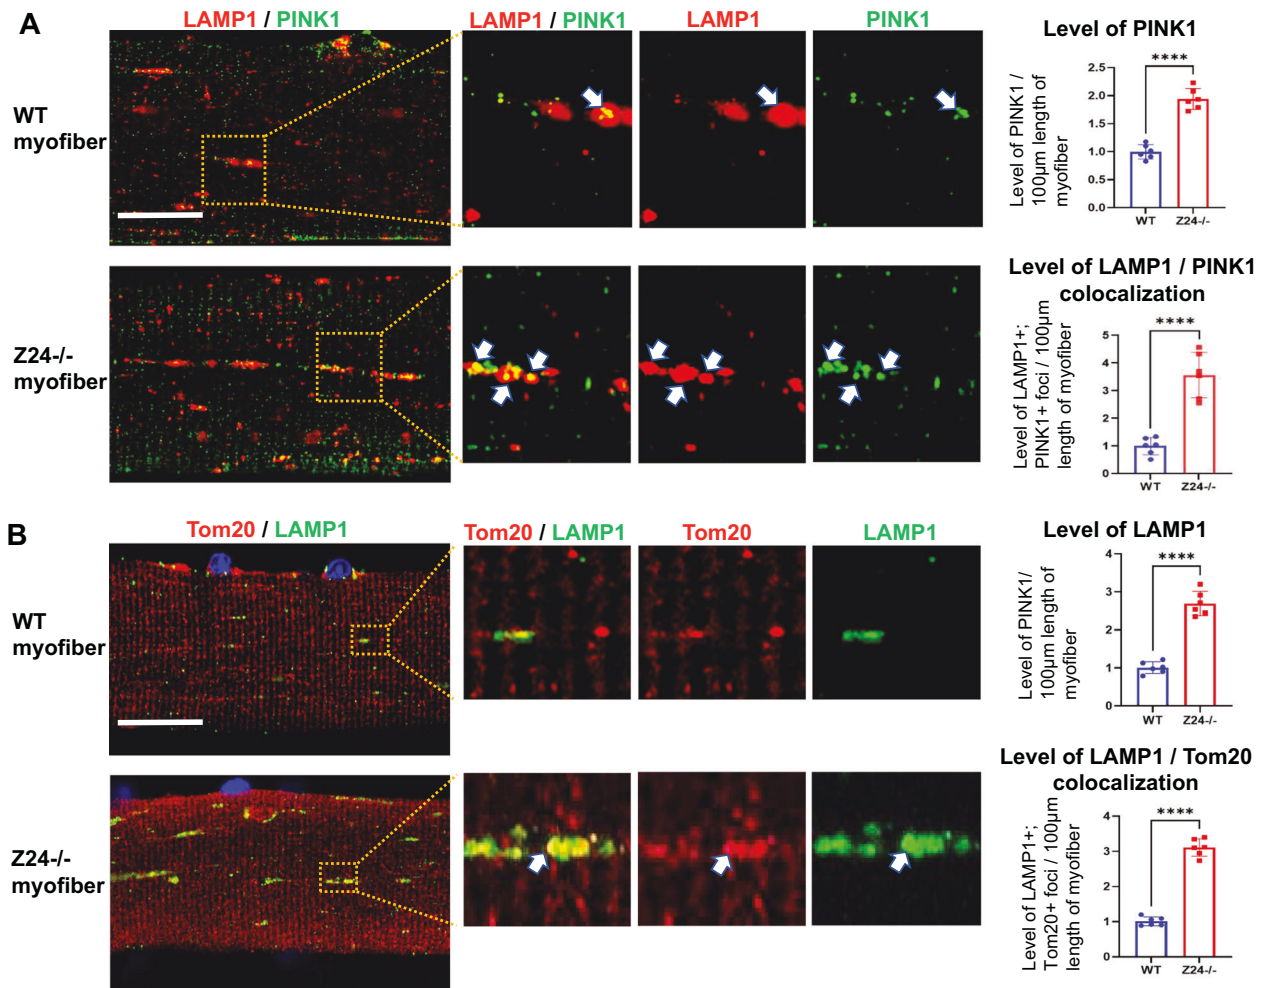 A
LAMP1 / PINK1
LAMP1 / PINK1
LAMP1
PINK1
WT
myofiber
Z24-/-
myofiber
Level of PINK1
Level of PINK1 /
100µm length of
myofiber
****
2.5
2.0
1.5
1.0
0.5
0.0
WT
Z24-/-
Level of LAMP1 / PINK1
colocalization
Level of LAMP1+;
PINK1+ foci / 100µm
length of myofiber
****
5
4
3
2
1
0
WT
Z24-/-
B
Tom20 / LAMP1
Tom20 / LAMP1
Tom20
LAMP1
WT
myofiber
Z24-/-
myofiber
Level of LAMP1
Level of PINK1/
100µm length of
myofiber
****
4
3
2
1
0
WT
Z24-/-
Level of LAMP1 / Tom20
colocalization
Level of LAMP1+;
Tom20+ foci / 100µm
length of myofiber
****
4
3
2
1
0
WT
Z24-/-